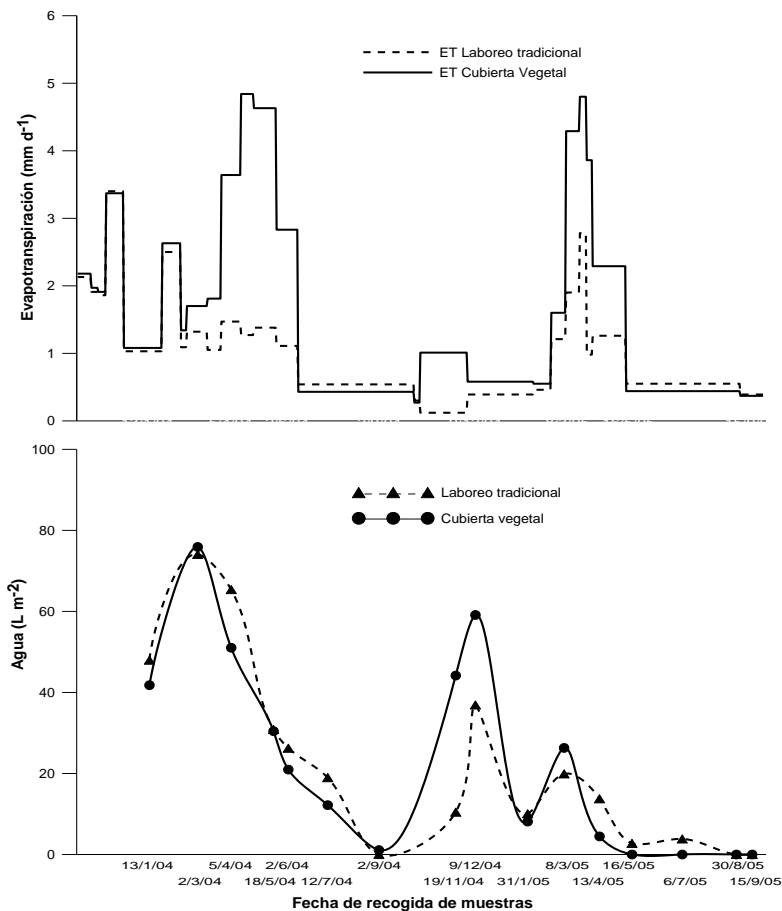 6
ET Laboreo tradicional
ET Cubierta Vegetal
5
4
3
2
1
0
Evapotranspiración (mm d-1)
100
Laboreo tradicional
Cubierta vegetal
80
60
40
20
0
Agua (L m-2)
13/1/04 5/4/04 2/6/04 2/9/04 9/12/04 8/3/05 16/5/05 30/8/05
2/3/04 18/5/04 12/7/04 19/11/04 31/1/05 13/4/05 6/7/05 15/9/05
Fecha de recogida de muestras